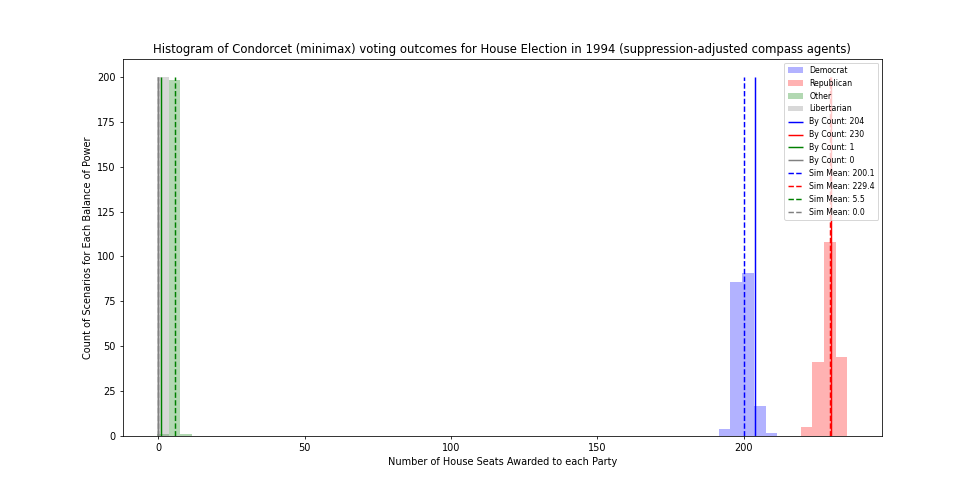 Histogram of Condorcet (minimax) voting outcomes for House Election in 1994 (suppression-adjusted compass agents)
Democrat
Republican
Other
Libertarian
By Count: 204
By Count: 230
By Count: 1
By Count: 0
Sim Mean: 200.1
Sim Mean: 229.4
Sim Mean: 5.5
Sim Mean: 0.0
Count of Scenarios for Each Balance of Power
200
175
150
125
100
75
50
25
0
0 50 100 150 200
Number of House Seats Awarded to each Party